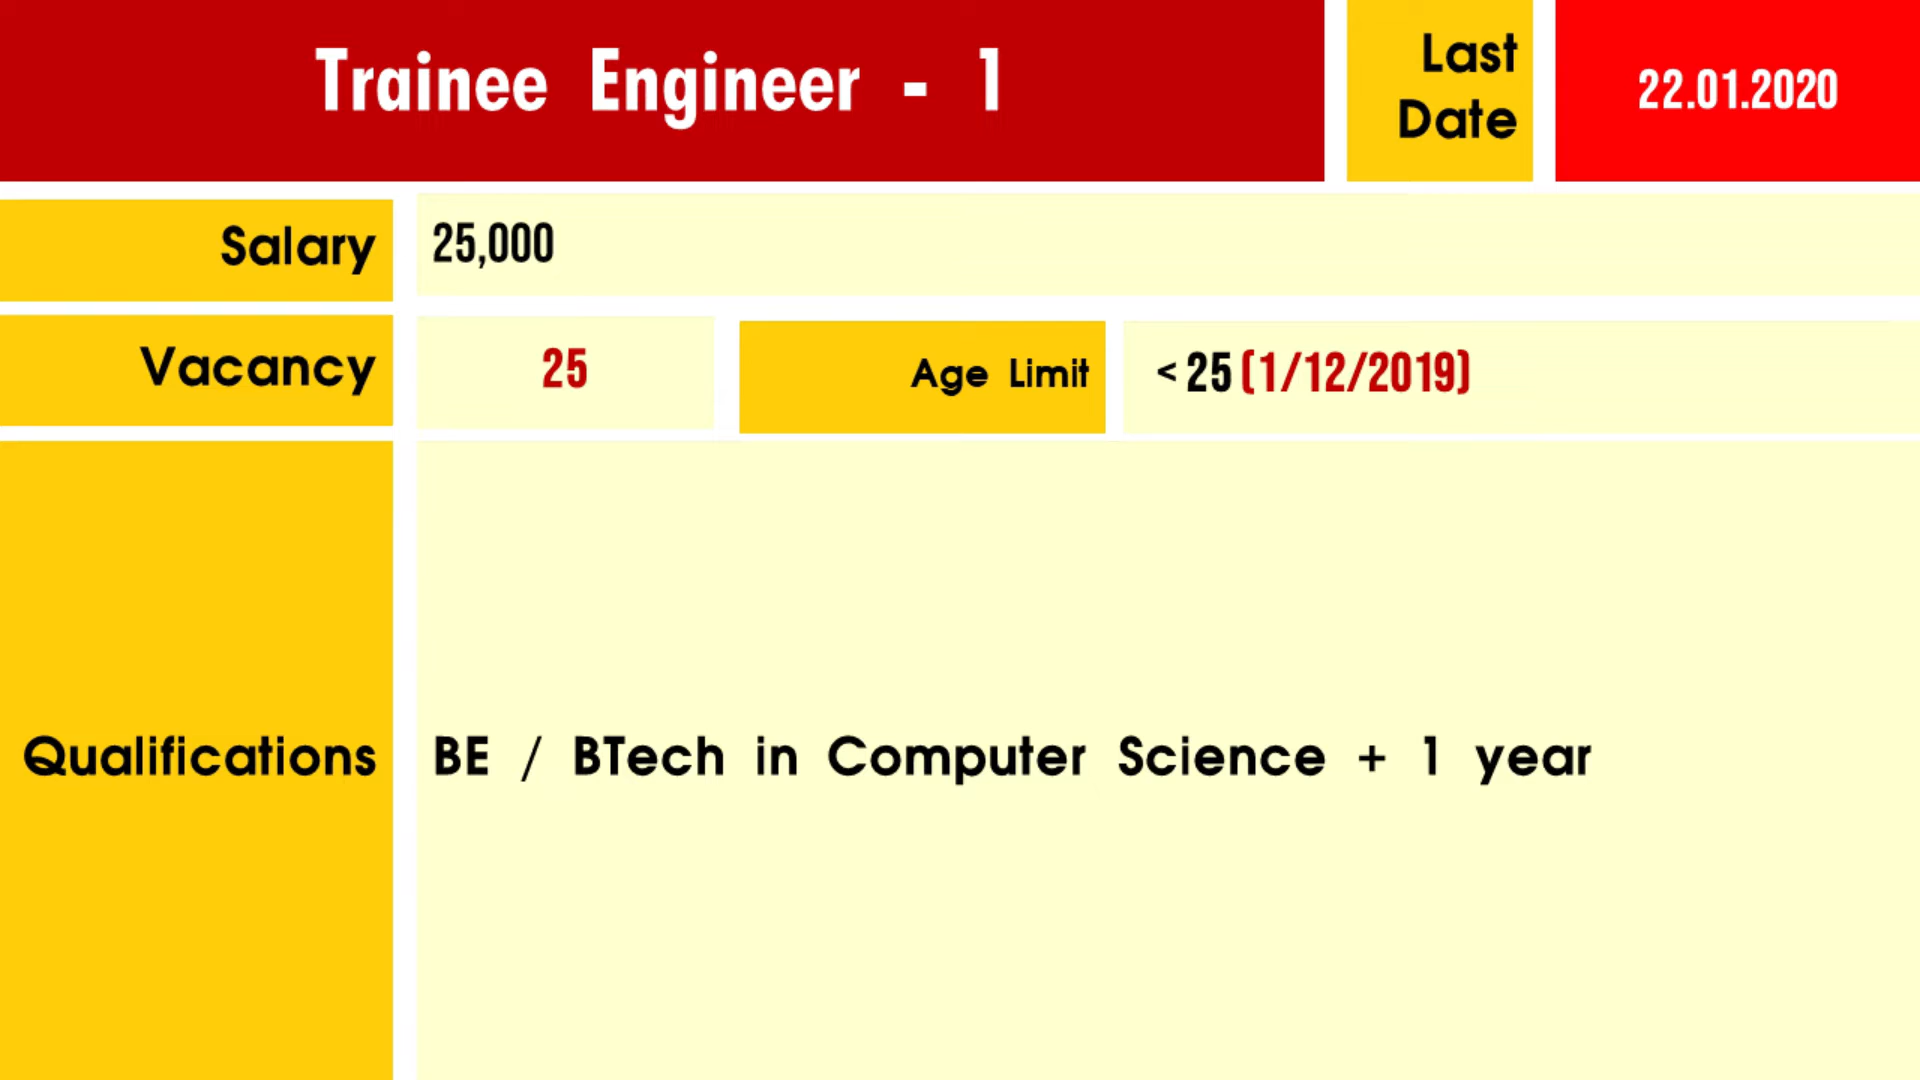 Trainee Engineer - 1
Last
Date
22.01.2020
Salary
25,000
Vacancy
25
Age Limit
< 25 (1/12/2019)
Qualifications
BE / BTech in Computer Science + 1 year